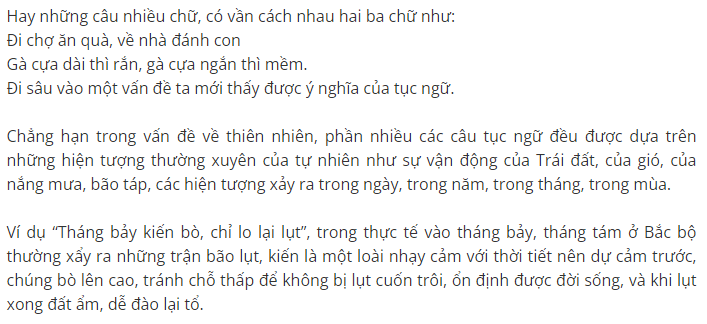 Hay những câu nhiều chữ, có vần cách nhau hai ba chữ như:
Đi chợ ăn quà, về nhà đánh con
Gà cựa dài thì rắn, gà cựa ngắn thì mềm.
Đi sâu vào một vấn đề ta mới thấy được ý nghĩa của tục ngữ.
Chẳng hạn trong vấn đề về thiên nhiên, phần nhiều các câu tục ngữ đều được dựa trên
những hiện tượng thường xuyên của tự nhiên như sự vận động của Trái đất, của gió, của
nắng mưa, bão táp, các hiện tượng xảy ra trong ngày, trong năm, trong tháng, trong mùa.
Ví dụ “Tháng bảy kiến bò, chỉ lo lại lụt”, trong thực tế vào tháng bảy, tháng tám ở Bắc bộ
thường xẩy ra những trận bão lụt, kiến là một loài nhạy cảm với thời tiết nên dự cảm trước,
chúng bò lên cao, tránh chỗ thấp để không bị lụt cuốn trôi, ổn định được đời sống, và khi lụt
xong đất ẩm, dễ đào lại tổ.